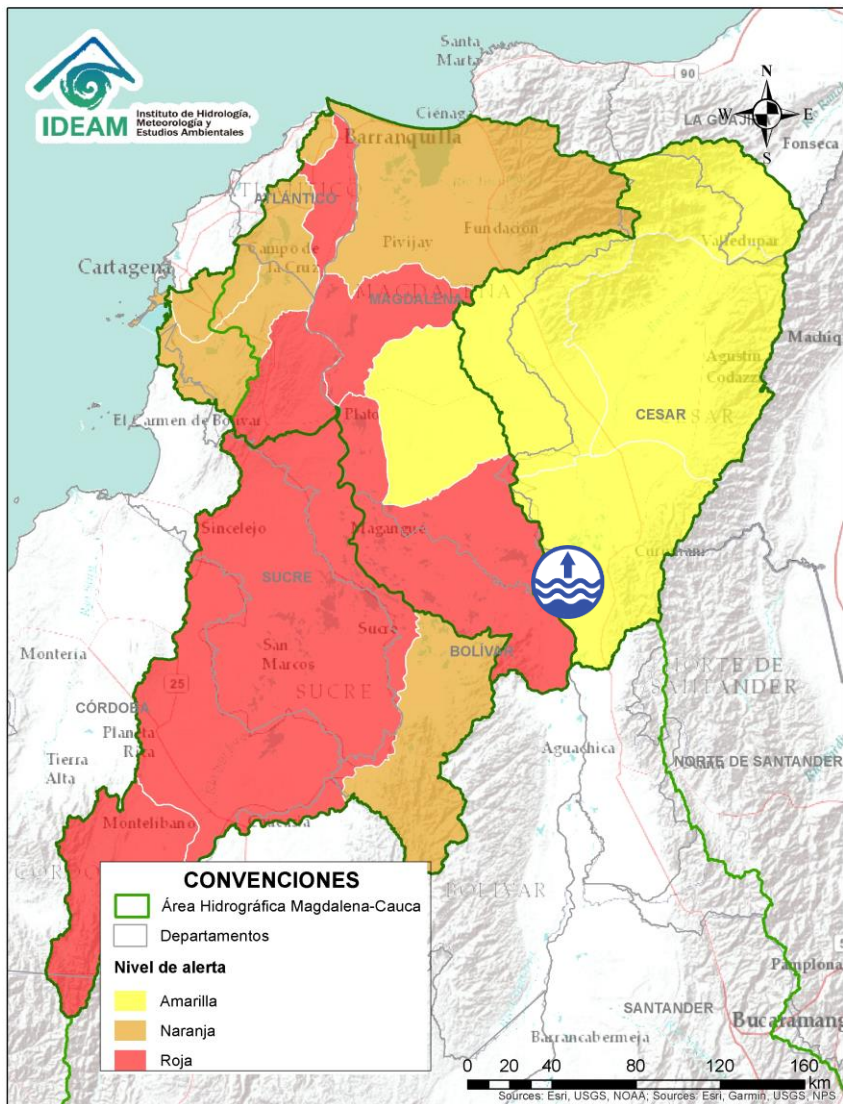 IDEAM
Instituto de Hidrología,
Meteorología y
Estudios Ambientales
Santa
Marta
90
N
W
E
S
Ciénaga
LA GUAJIRA
Fonseca
Barranquilla
ATLÁNTICO
Fundación
Pivijay
Valledupar
Campo de
la Cruz
Cartagena
MAGDALENA
Agustín
Codazzi
CESAR
El Carmen de Bolívar
Plato
Sincelejo
Magangué
SUCRE
Sucre
San
Marcos
SUCRE
BOLÍVAR
NORTE DE
SANTANDER
Montería
25
CÓRDOBA
Planeta
Rica
Tierra
Alta
Aguachica
NORTE DE SANTANDER
Montelibano
BOLÍVAR
CONVENCIONES
Área Hidrográfica Magdalena-Cauca
Departamentos
Nivel de alerta
Amarilla
Naranja
Roja
Pamplona
SANTANDER
Bucaramang
Barrancabermeja
0 20 40 80 120 160
km
Sources: Esri, USGS, NOAA; Sources: Esri, Garmin, USGS, NPS